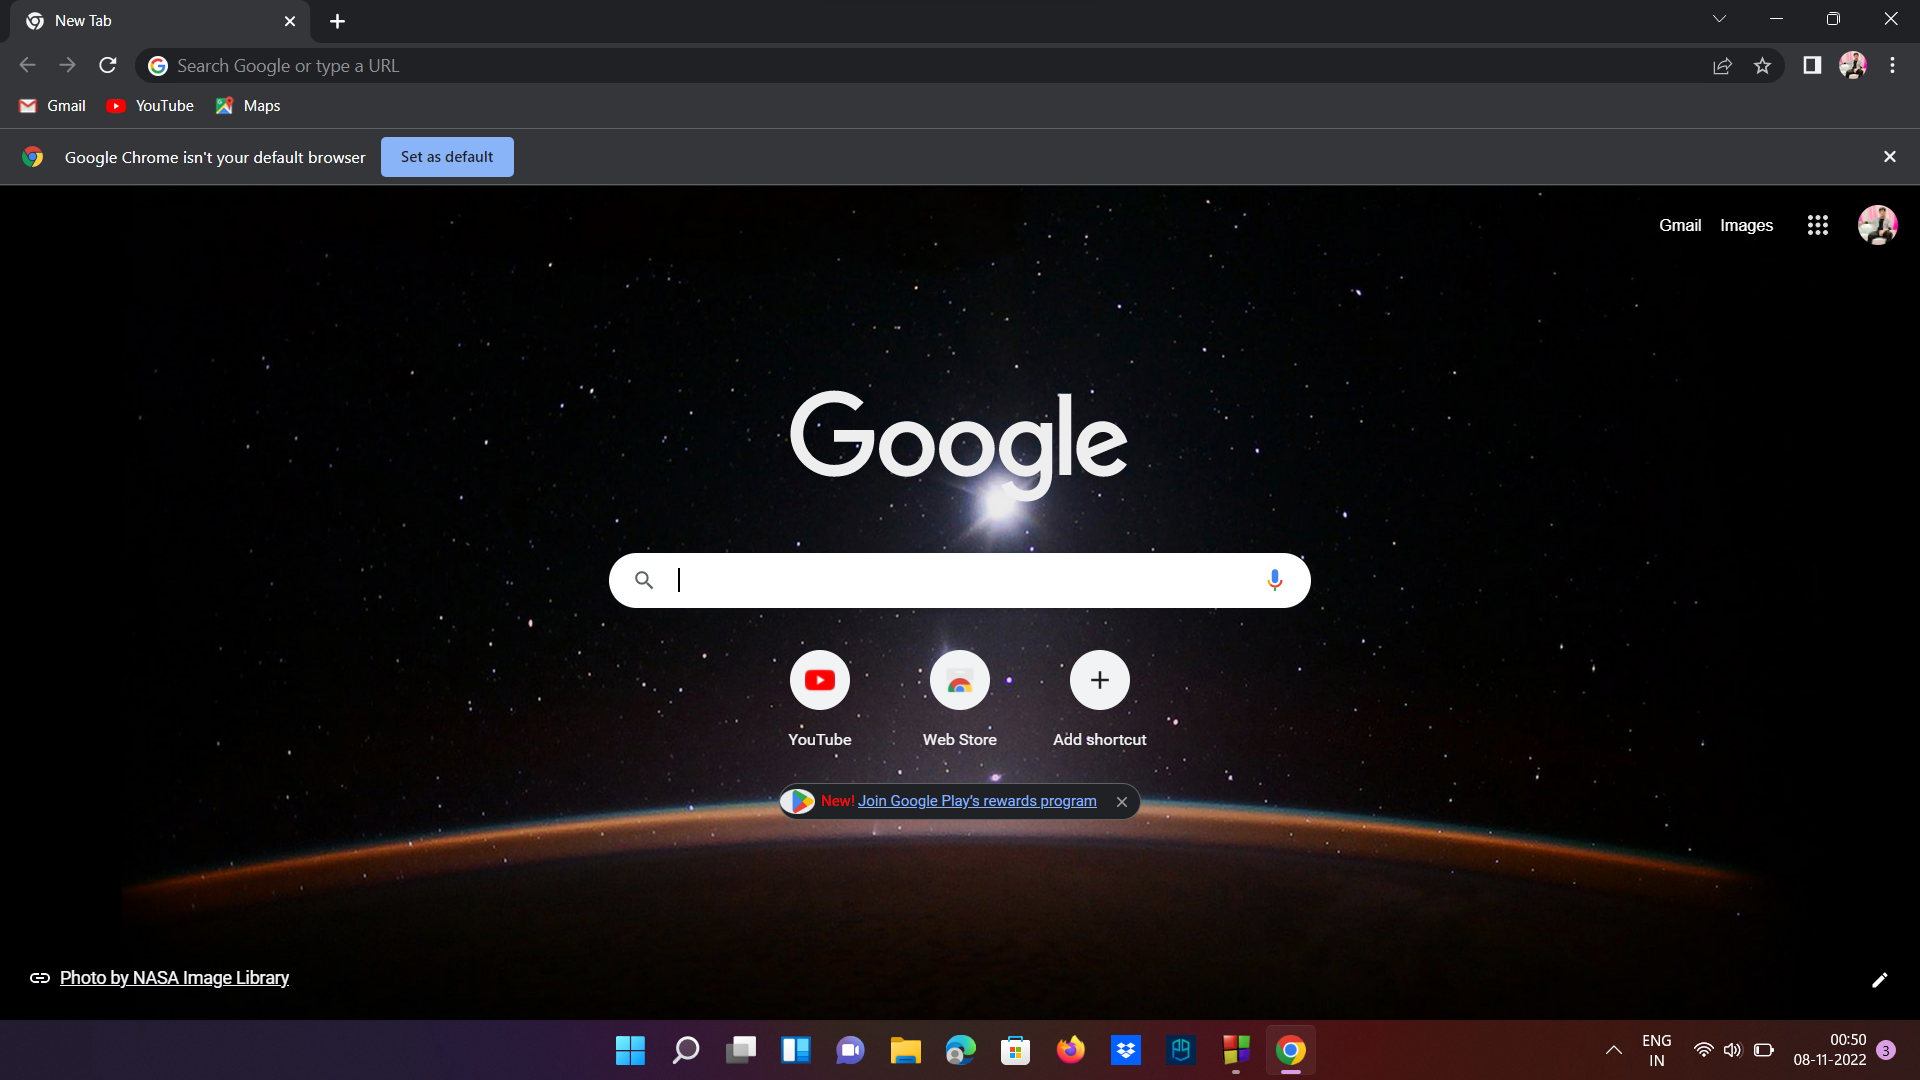 New Tab
Search Google or type a URL
Gmail YouTube Maps
Google Chrome isn't your default browser Set as default
Gmail Images
Google
YouTube Web Store Add shortcut
New! Join Google Play's rewards program
Photo by NASA Image Library
ENG 00:50
IN 08-11-2022 3